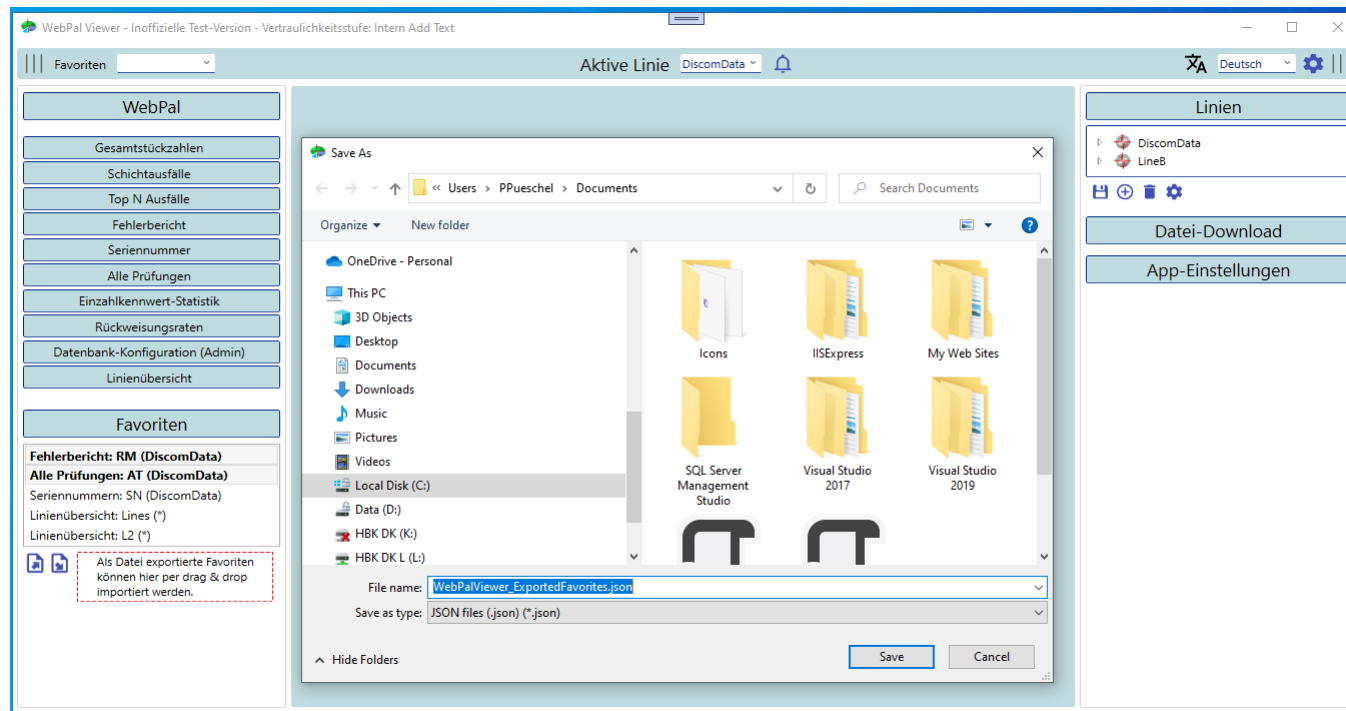 WebPal Viewer - Inoffizielle Test-Version - Vertraulichkeitsstufe: Intern Add Text
Favoriten
Aktive Linie DiscomData
Deutsch
WebPal
Gesamtstückzahlen
Schichtausfälle
Top N Ausfälle
Fehlerbericht
Seriennummer
Alle Prüfungen
Einzahlkennwert-Statistik
Rückweisungsraten
Datenbank-Konfiguration (Admin)
Linienübersicht
Favoriten
Fehlerbericht: RM (DiscomData)
Alle Prüfungen: AT (DiscomData)
Seriennummern: SN (DiscomData)
Linienübersicht: Lines (*)
Linienübersicht: L2 (*)
Als Datei exportierte Favoriten
können hier per drag & drop
importiert werden.
Save As
« Users › PPueschel › Documents
Search Documents
Organize
New folder
OneDrive - Personal
This PC
3D Objects
Desktop
Documents
Downloads
Music
Pictures
Videos
Local Disk (C:)
Data (D:)
HBK DK (K:)
HBK DK L (L:)
Icons
IISExpress
My Web Sites
SQL Server
Management
Studio
Visual Studio
2017
Visual Studio
2019
File name: WebPalViewer_ExportedFavorites.json
Save as type: JSON files (.json) (*.json)
Hide Folders
Save
Cancel
Linien
DiscomData
LineB
Datei-Download
App-Einstellungen